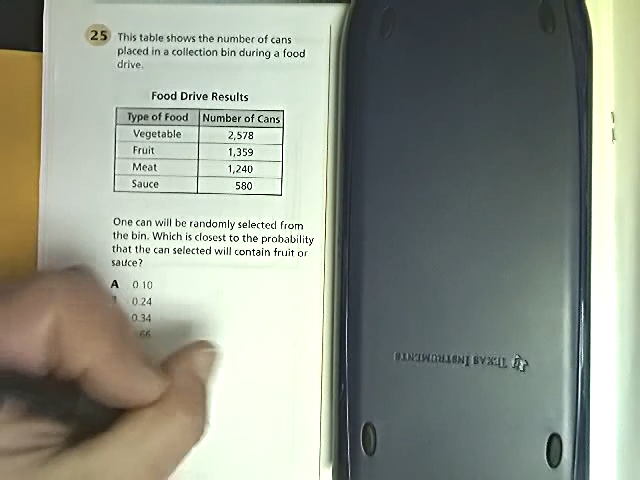 25 This table shows the number of cans
placed in a collection bin during a food
drive.
Food Drive Results
Type of Food Number of Cans
Vegetable 2,578
Fruit 1,359
Meat 1,240
Sauce 580
One can will be randomly selected from
the bin. Which is closest to the probability
that the can selected will contain fruit or
sauce?
A 0.10
0.24
0.34
66
TEXAS INSTRUMENTS